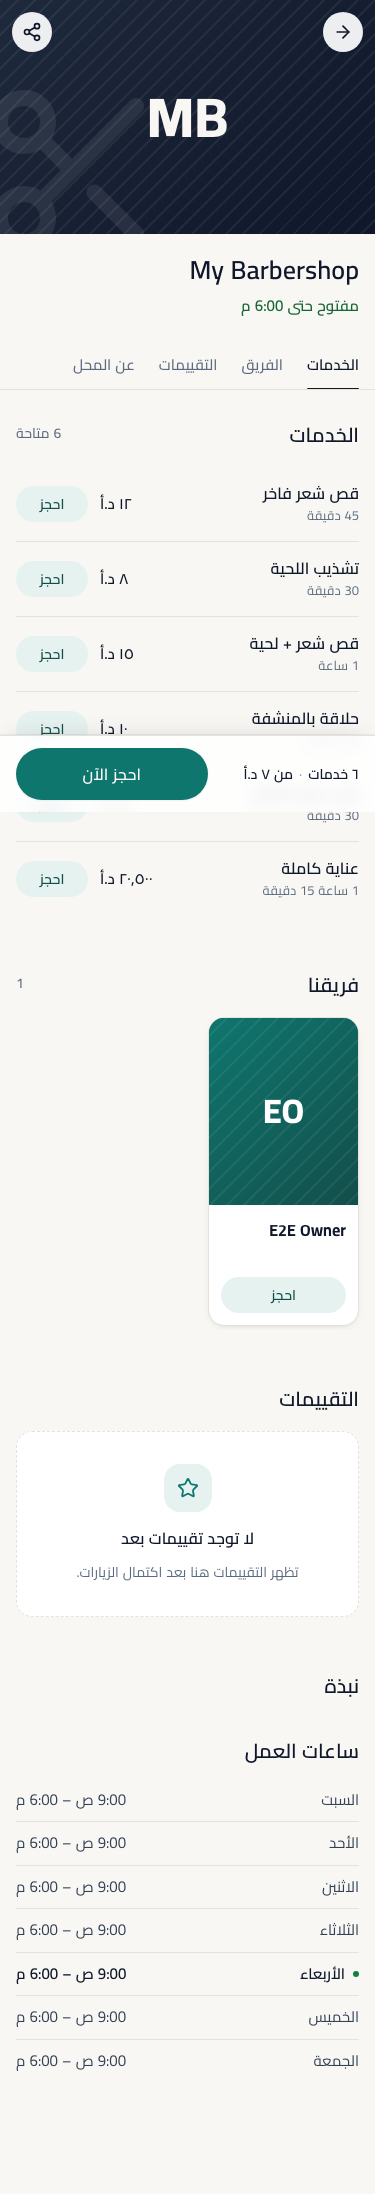 MB
My Barbershop
مفتوح حتى 6:00 م
الخدمات الفريق التقييمات عن المحل
الخدمات 6 متاحة
قص شعر فاخر ١٢ د.أ احجز
45 دقيقة
تشذيب اللحية ٨ د.أ احجز
30 دقيقة
قص شعر + لحية ١٥ د.أ احجز
1 ساعة
حلاقة بالمنشفة ١٠ د.أ احجز
٦ خدمات · من ٧ د.أ احجز الآن
30 دقيقة
عناية كاملة ٢٠,٥٠٠ د.أ احجز
1 ساعة 15 دقيقة
فريقنا 1
EO
E2E Owner
احجز
التقييمات
لا توجد تقييمات بعد
تظهر التقييمات هنا بعد اكتمال الزيارات.
نبذة
ساعات العمل
السبت 9:00 ص – 6:00 م
الأحد 9:00 ص – 6:00 م
الاثنين 9:00 ص – 6:00 م
الثلاثاء 9:00 ص – 6:00 م
الأربعاء 9:00 ص – 6:00 م
الخميس 9:00 ص – 6:00 م
الجمعة 9:00 ص – 6:00 م